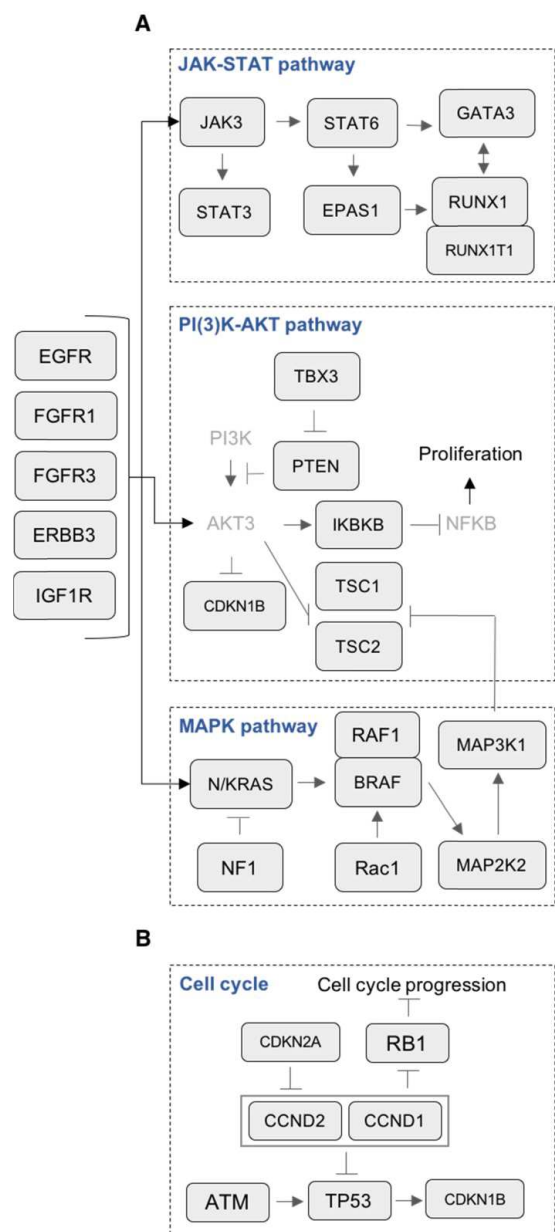 A
JAK-STAT pathway
JAK3
STAT6
GATA3
STAT3
EPAS1
RUNX1
RUNX1T1
EGFR
FGFR1
FGFR3
ERBB3
IGF1R
PI(3)K-AKT pathway
TBX3
PI3K
PTEN
Proliferation
AKT3
IKBKB
NFKB
CDKN1B
TSC1
TSC2
MAPK pathway
RAF1
MAP3K1
N/KRAS
BRAF
NF1
Rac1
MAP2K2
B
Cell cycle
Cell cycle progression
CDKN2A
RB1
CCND2
CCND1
ATM
TP53
CDKN1B